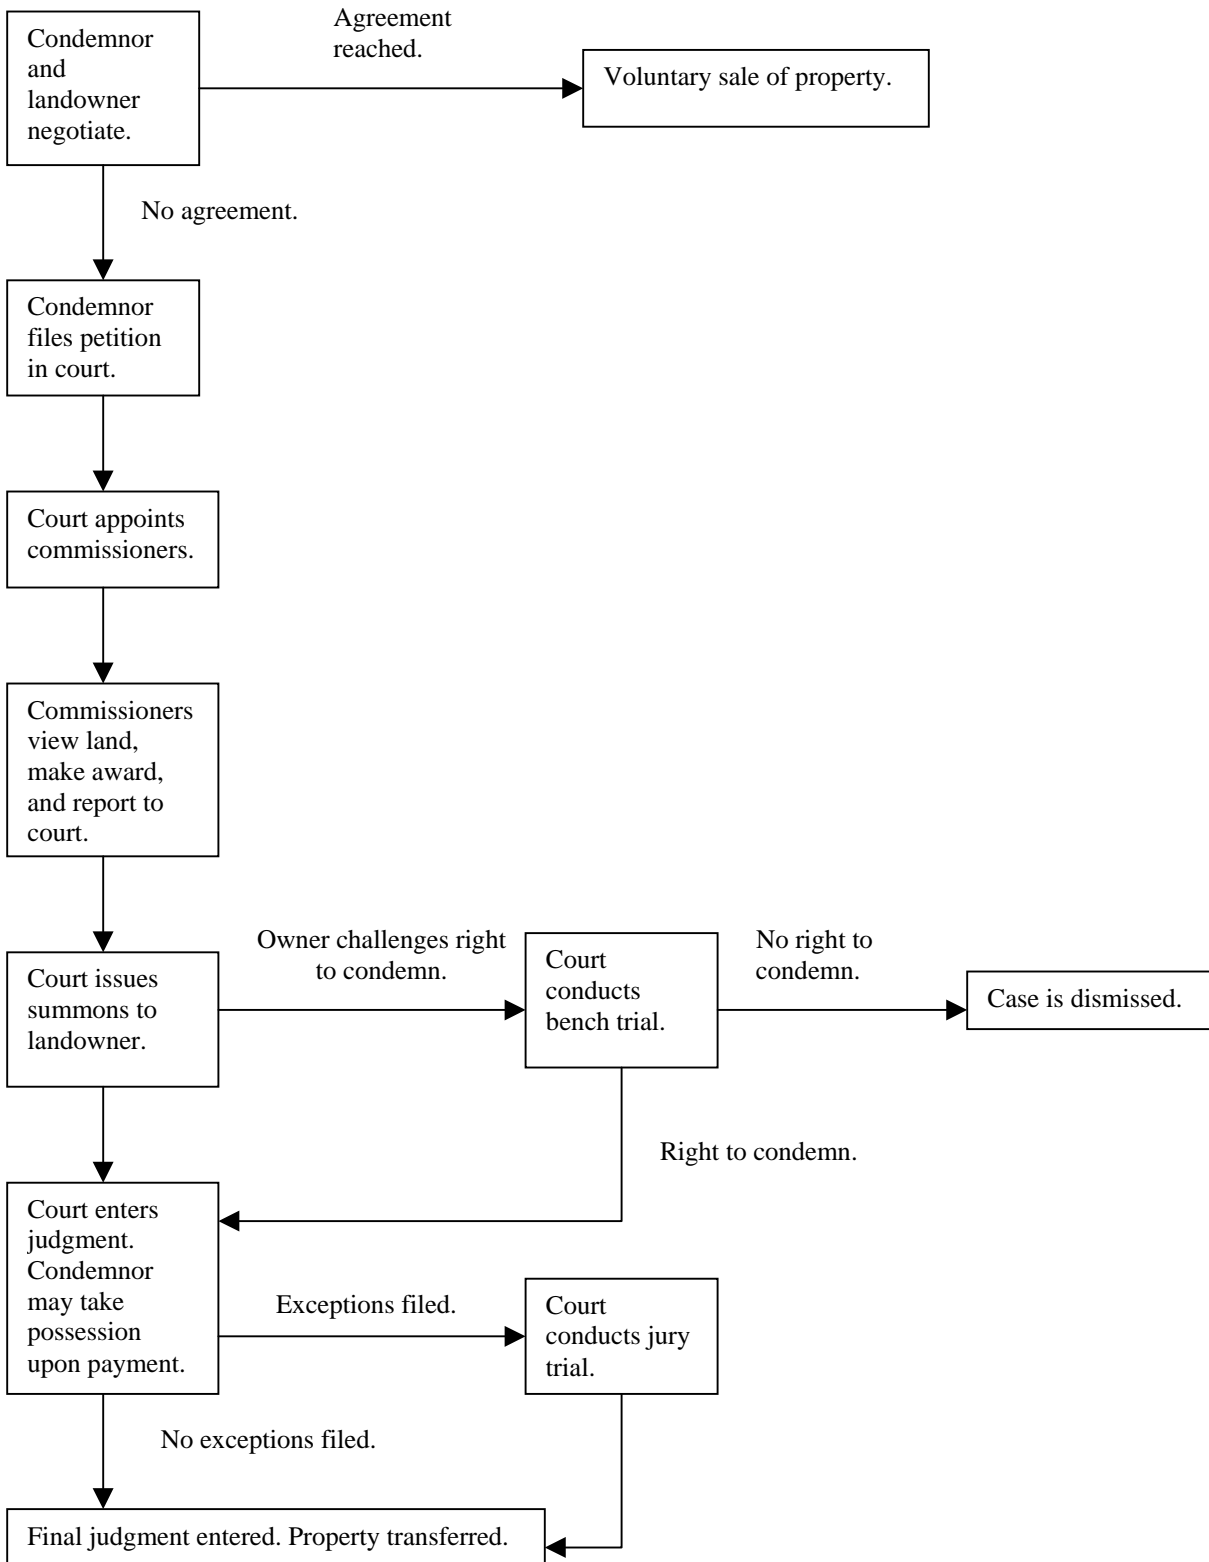 Condemnor
and
landowner
negotiate.
Agreement
reached.
Voluntary sale of property.
No agreement.
Condemnor
files petition
in court.
Court appoints
commissioners.
Commissioners
view land,
make award,
and report to
court.
Court issues
summons to
landowner.
Owner challenges right
to condemn.
Court
conducts
bench trial.
No right to
condemn.
Case is dismissed.
Right to condemn.
Court enters
judgment.
Condemnor
may take
possession
upon payment.
Exceptions filed.
Court
conducts jury
trial.
No exceptions filed.
Final judgment entered. Property transferred.